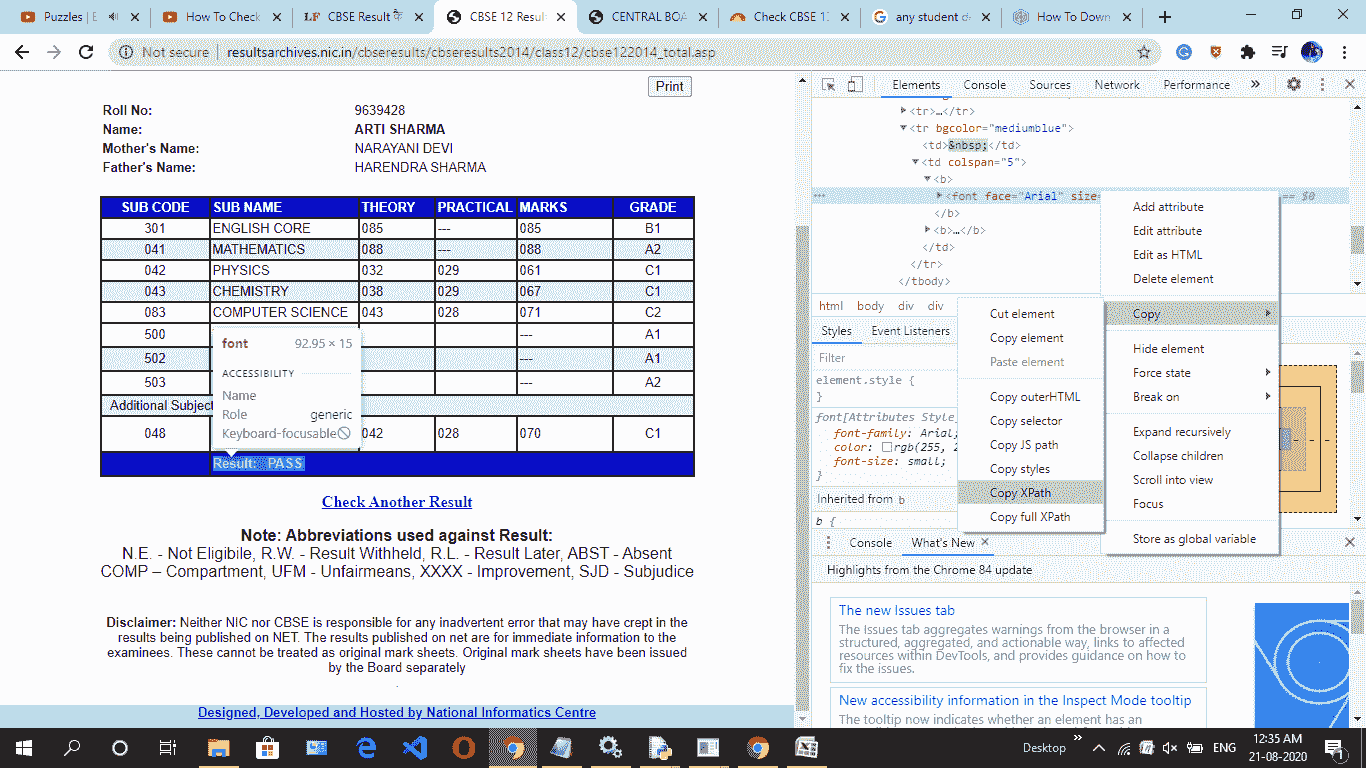 Puzzles | E
How To Check
CBSE Result
CBSE 12 Resul
CENTRAL BOA
Check CBSE 1
any student d
How To Down
Not secure | resultsarchives.nic.in/cbseresults/cbseresults2014/class12/cbse122014_total.asp
Print
Roll No: 9639428
Name: ARTI SHARMA
Mother's Name: NARAYANI DEVI
Father's Name: HARENDRA SHARMA
SUB CODE SUB NAME THEORY PRACTICAL MARKS GRADE
301 ENGLISH CORE 085 --- 085 B1
041 MATHEMATICS 088 --- 088 A2
042 PHYSICS 032 029 061 C1
043 CHEMISTRY 038 029 067 C1
083 COMPUTER SCIENCE 043 028 071 C2
500 --- A1
502 --- A1
503 --- A2
Additional Subject
048 042 028 070 C1
font 92.95 × 15
ACCESSIBILITY
Name
Role generic
Keyboard-focusable
Result: PASS
Check Another Result
Note: Abbreviations used against Result:
N.E. - Not Eligible, R.W. - Result Withheld, R.L. - Result Later, ABST - Absent
COMP – Compartment, UFM - Unfairmeans, XXXX - Improvement, SJD - Subjudice
Disclaimer: Neither NIC nor CBSE is responsible for any inadvertent error that may have crept in the
results being published on NET. The results published on net are for immediate information to the
examinees. These cannot be treated as original mark sheets. Original mark sheets have been issued
by the Board separately
Designed, Developed and Hosted by National Informatics Centre
Elements Console Sources Network Performance »
<tr>…</tr>
<tr bgcolor="mediumblue">
<td>&nbsp;</td>
<td colspan="5">
<b>
<font face="Arial" size= == $0
</b>
<b>…</b>
</td>
</tr>
</tbody>
html body div div
Styles Event Listeners
Filter
element.style {
}
font[Attributes Style
font-family: Arial;
color: rgb(255, 2
font-size: small;
}
Inherited from b
b {
Add attribute
Edit attribute
Edit as HTML
Delete element
Copy
Hide element
Force state
Break on
Expand recursively
Collapse children
Scroll into view
Focus
Store as global variable
Cut element
Copy element
Paste element
Copy outerHTML
Copy selector
Copy JS path
Copy styles
Copy XPath
Copy full XPath
Console What's New
Highlights from the Chrome 84 update
The new Issues tab
The Issues tab aggregates warnings from the browser in a
structured, aggregated, and actionable way, links to affected
resources within DevTools, and provides guidance on how to
fix the issues.
New accessibility information in the Inspect Mode tooltip
The tooltip now indicates whether an element has an
Desktop » ENG 12:35 AM
21-08-2020
1